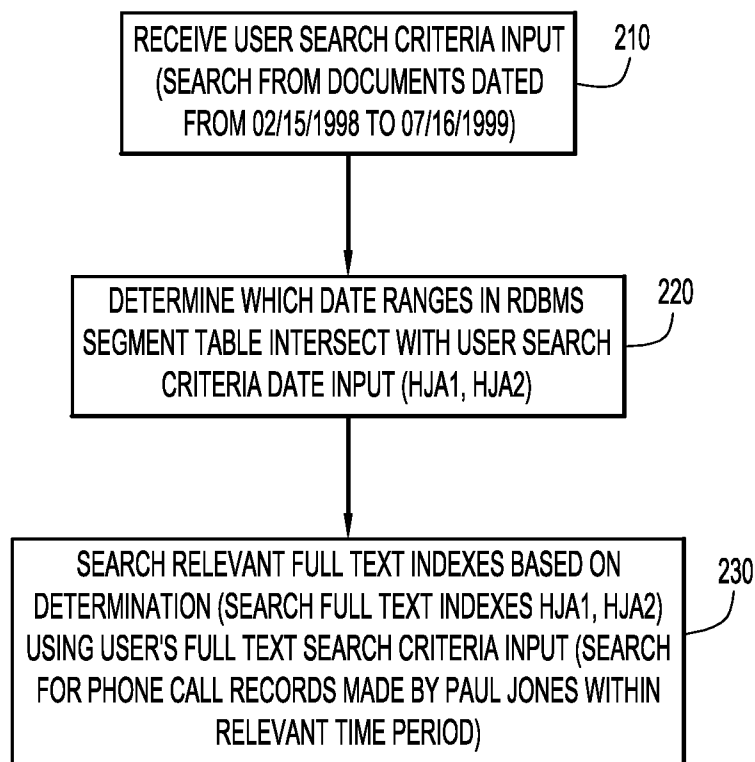 RECEIVE USER SEARCH CRITERIA INPUT
(SEARCH FROM DOCUMENTS DATED
FROM 02/15/1998 TO 07/16/1999)
210
DETERMINE WHICH DATE RANGES IN RDBMS
SEGMENT TABLE INTERSECT WITH USER SEARCH
CRITERIA DATE INPUT (HJA1, HJA2)
220
SEARCH RELEVANT FULL TEXT INDEXES BASED ON
DETERMINATION (SEARCH FULL TEXT INDEXES HJA1, HJA2)
USING USER'S FULL TEXT SEARCH CRITERIA INPUT (SEARCH
FOR PHONE CALL RECORDS MADE BY PAUL JONES WITHIN
RELEVANT TIME PERIOD)
230